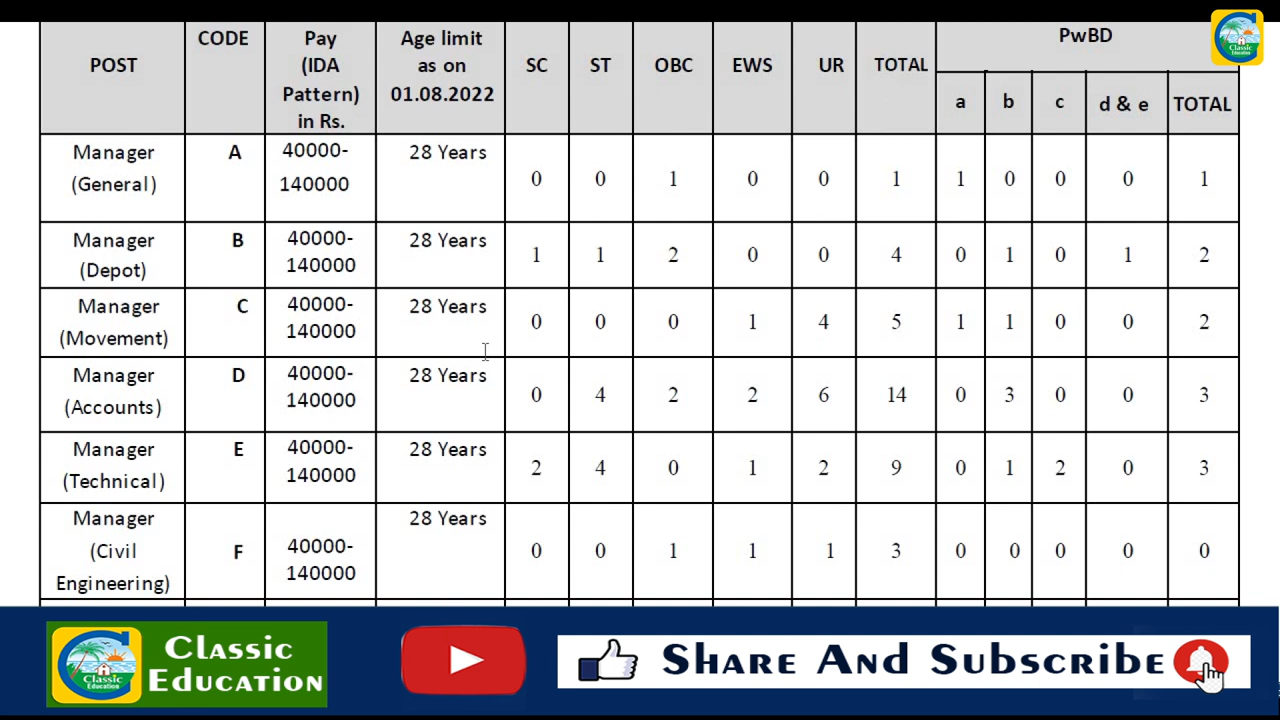 POST CODE Pay (IDA Pattern) in Rs. Age limit as on 01.08.2022 SC ST OBC EWS UR TOTAL PwBD
a b c d & e TOTAL
Manager (General) A 40000-140000 28 Years 0 0 1 0 0 1 1 0 0 0 1
Manager (Depot) B 40000-140000 28 Years 1 1 2 0 0 4 0 1 0 1 2
Manager (Movement) C 40000-140000 28 Years 0 0 0 1 4 5 1 1 0 0 2
Manager (Accounts) D 40000-140000 28 Years 0 4 2 2 6 14 0 3 0 0 3
Manager (Technical) E 40000-140000 28 Years 2 4 0 1 2 9 0 1 2 0 3
Manager (Civil Engineering) F 40000-140000 28 Years 0 0 1 1 1 3 0 0 0 0 0
Classic Education
Classic Education
CLASSIC EDUCATION
SHARE AND SUBSCRIBE